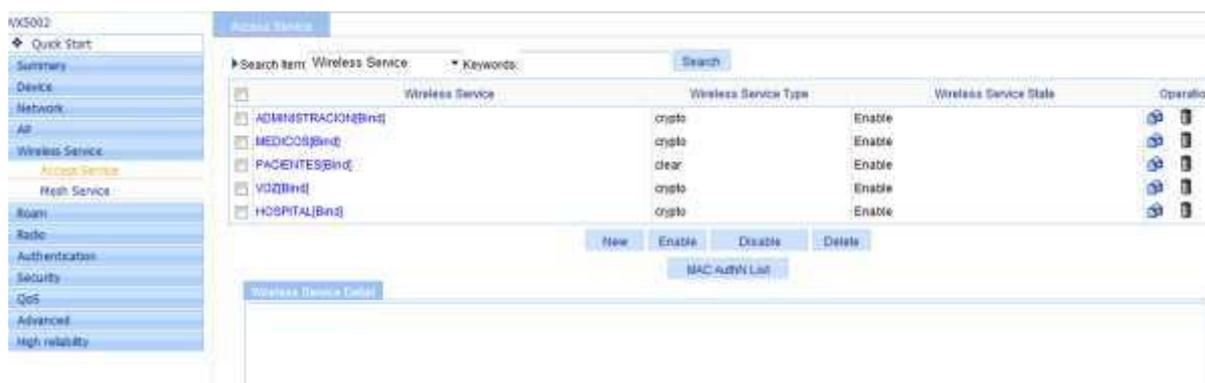 WX5002
Quick Start
Summary
Device
Network
AP
Wireless Service
Access Service
Mesh Service
Roam
Radio
Authentication
Security
QoS
Advanced
High reliability
Access Service
Search Item: Wireless Service Keywords: Search
Wireless Service Wireless Service Type Wireless Service State Operatio
ADMINISTRACION[Bind] crypto Enable
MEDICOS[Bind] crypto Enable
PACIENTES[Bind] clear Enable
VOZ[Bind] crypto Enable
HOSPITAL[Bind] crypto Enable
New Enable Disable Delete
MAC AuthN List
Wireless Service Detail